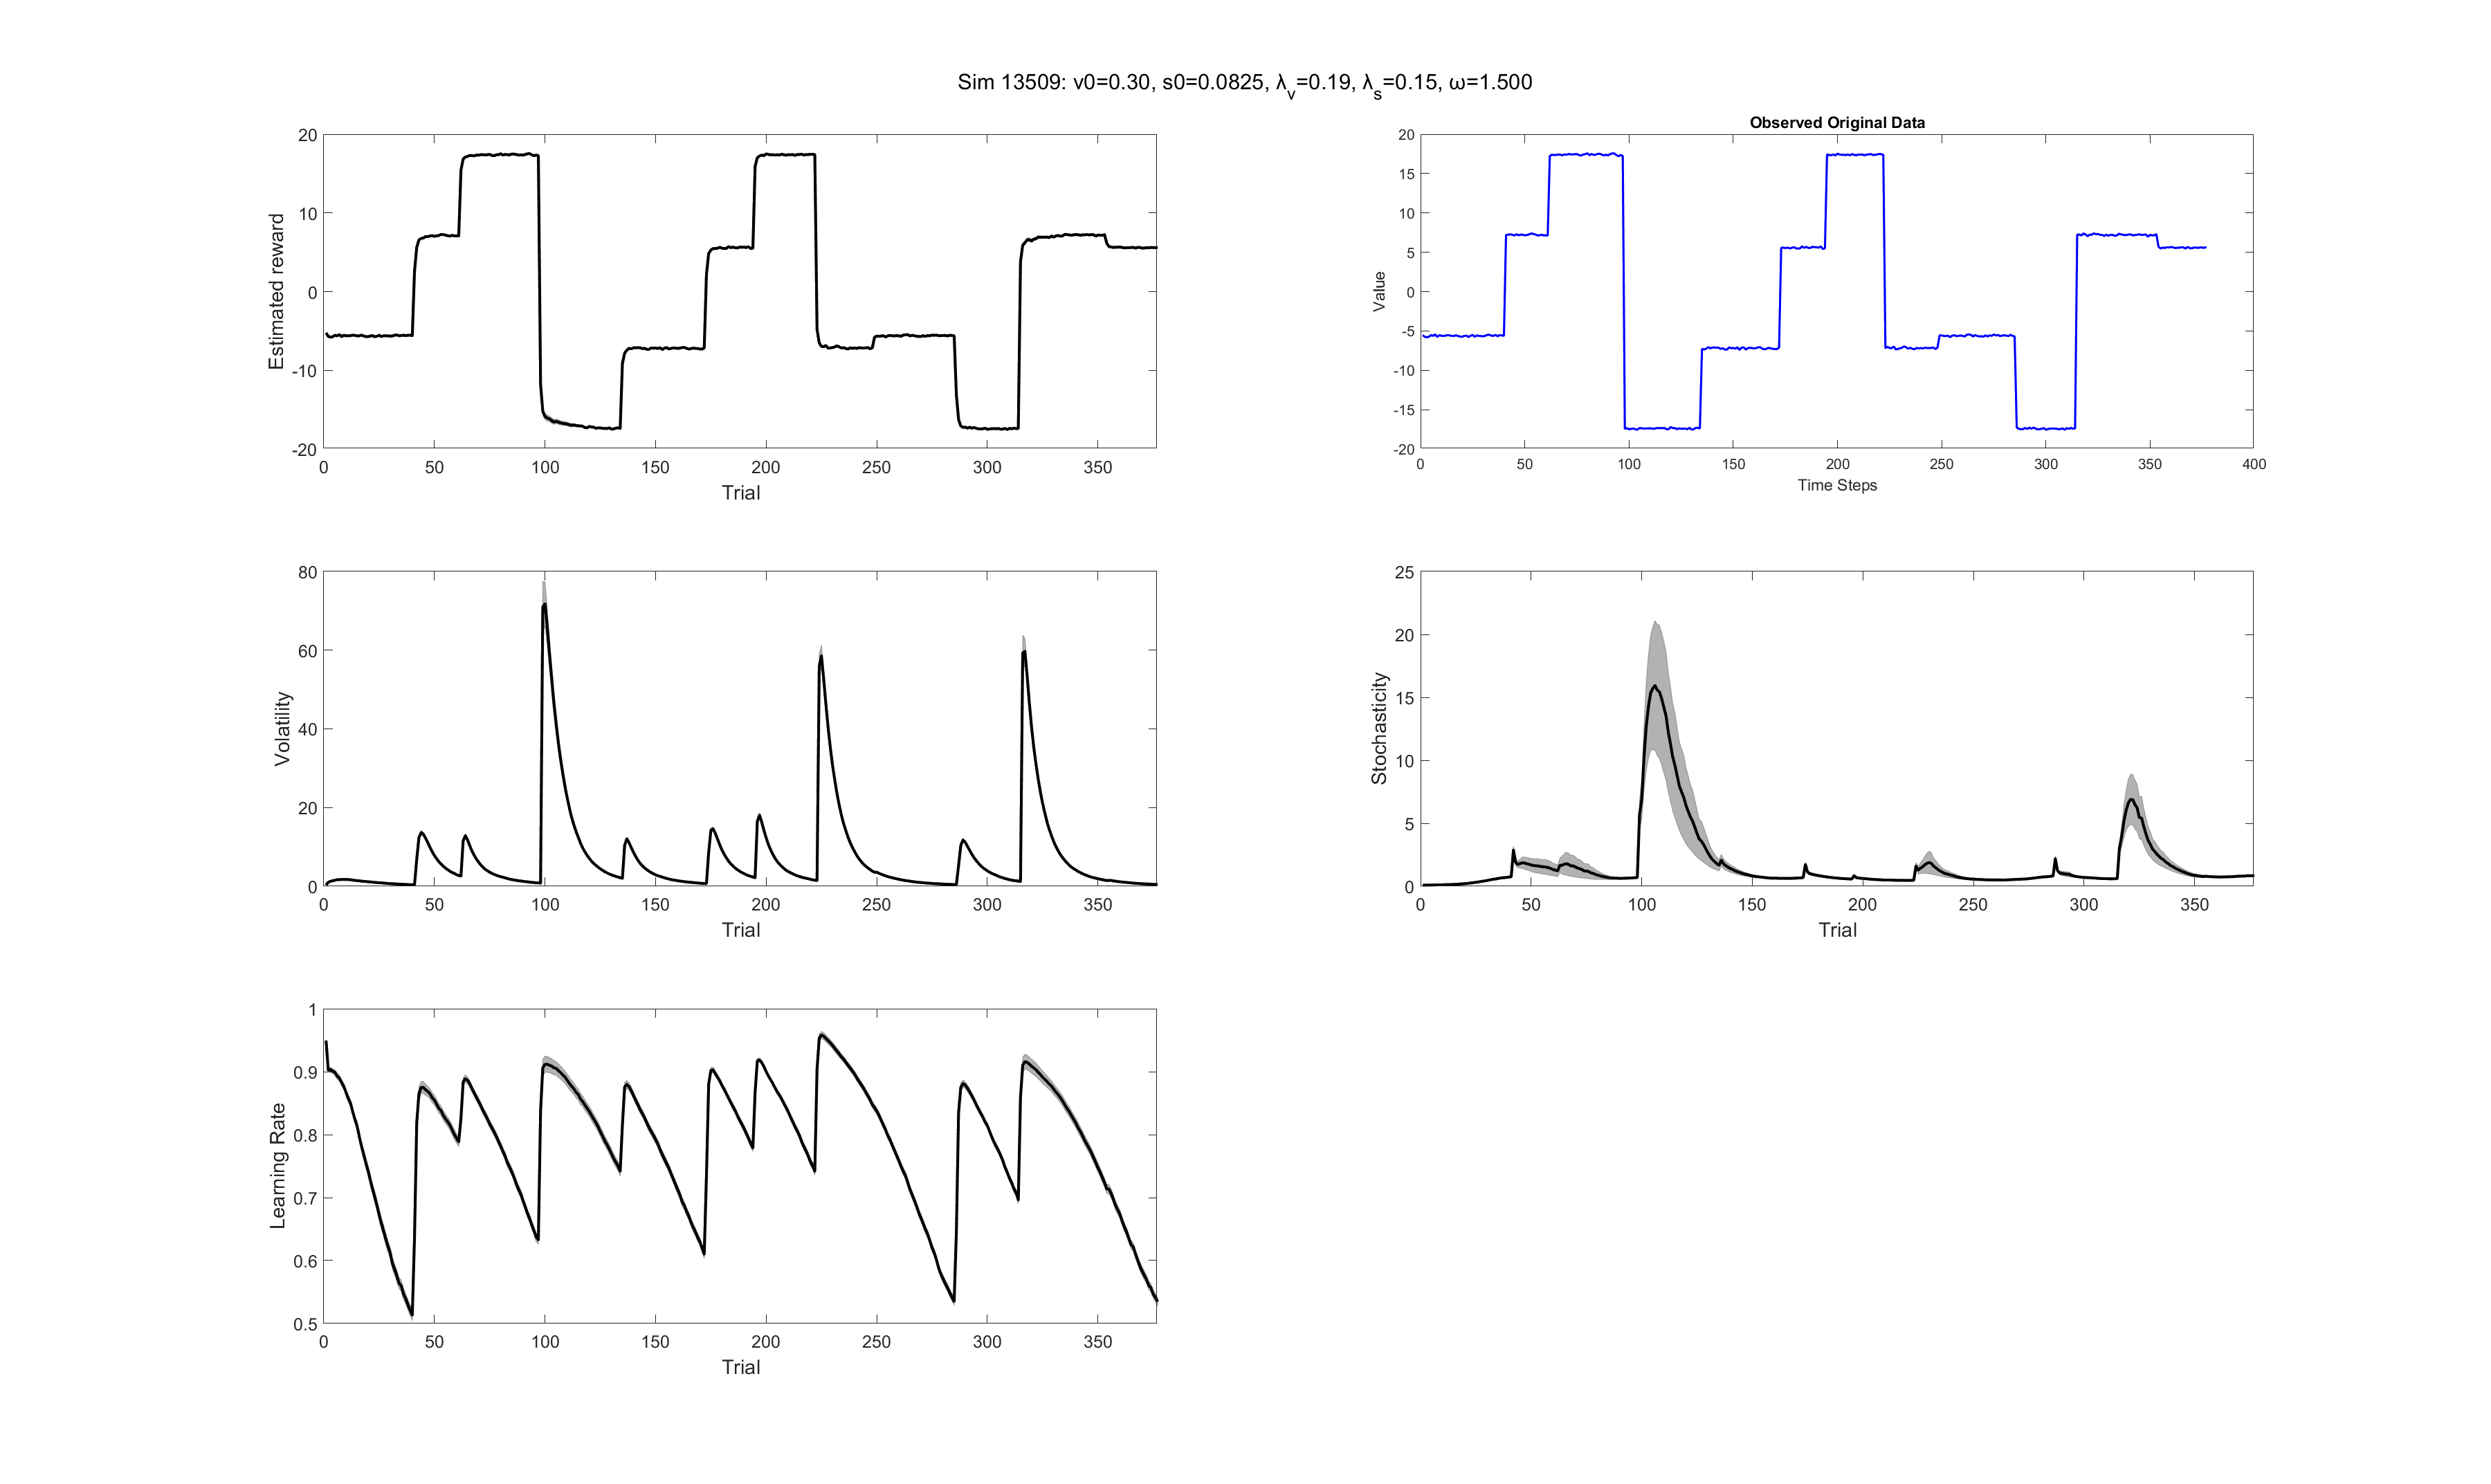 Sim 13509: v0=0.30, s0=0.0825, λv=0.19, λs=0.15, ω=1.500
20
10
0
-10
-20
Estimated reward
0 50 100 150 200 250 300 350
Trial
Observed Original Data
20
15
10
5
0
-5
-10
-15
-20
Value
0 50 100 150 200 250 300 350 400
Time Steps
80
60
40
20
0
Volatility
0 50 100 150 200 250 300 350
Trial
25
20
15
10
5
0
Stochasticity
0 50 100 150 200 250 300 350
Trial
1
0.9
0.8
0.7
0.6
0.5
Learning Rate
0 50 100 150 200 250 300 350
Trial